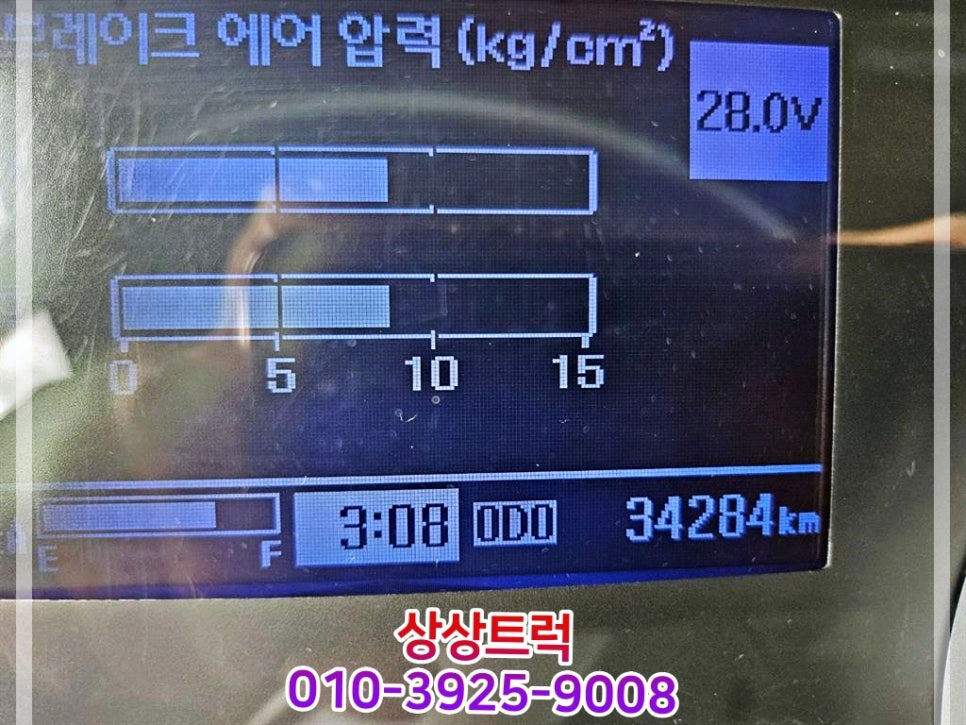 브레이크 에어 압력 (kg/cm²)
28.0V
0 5 10 15
E F 3:08 ODO 34284km
상상트럭
010-3925-9008